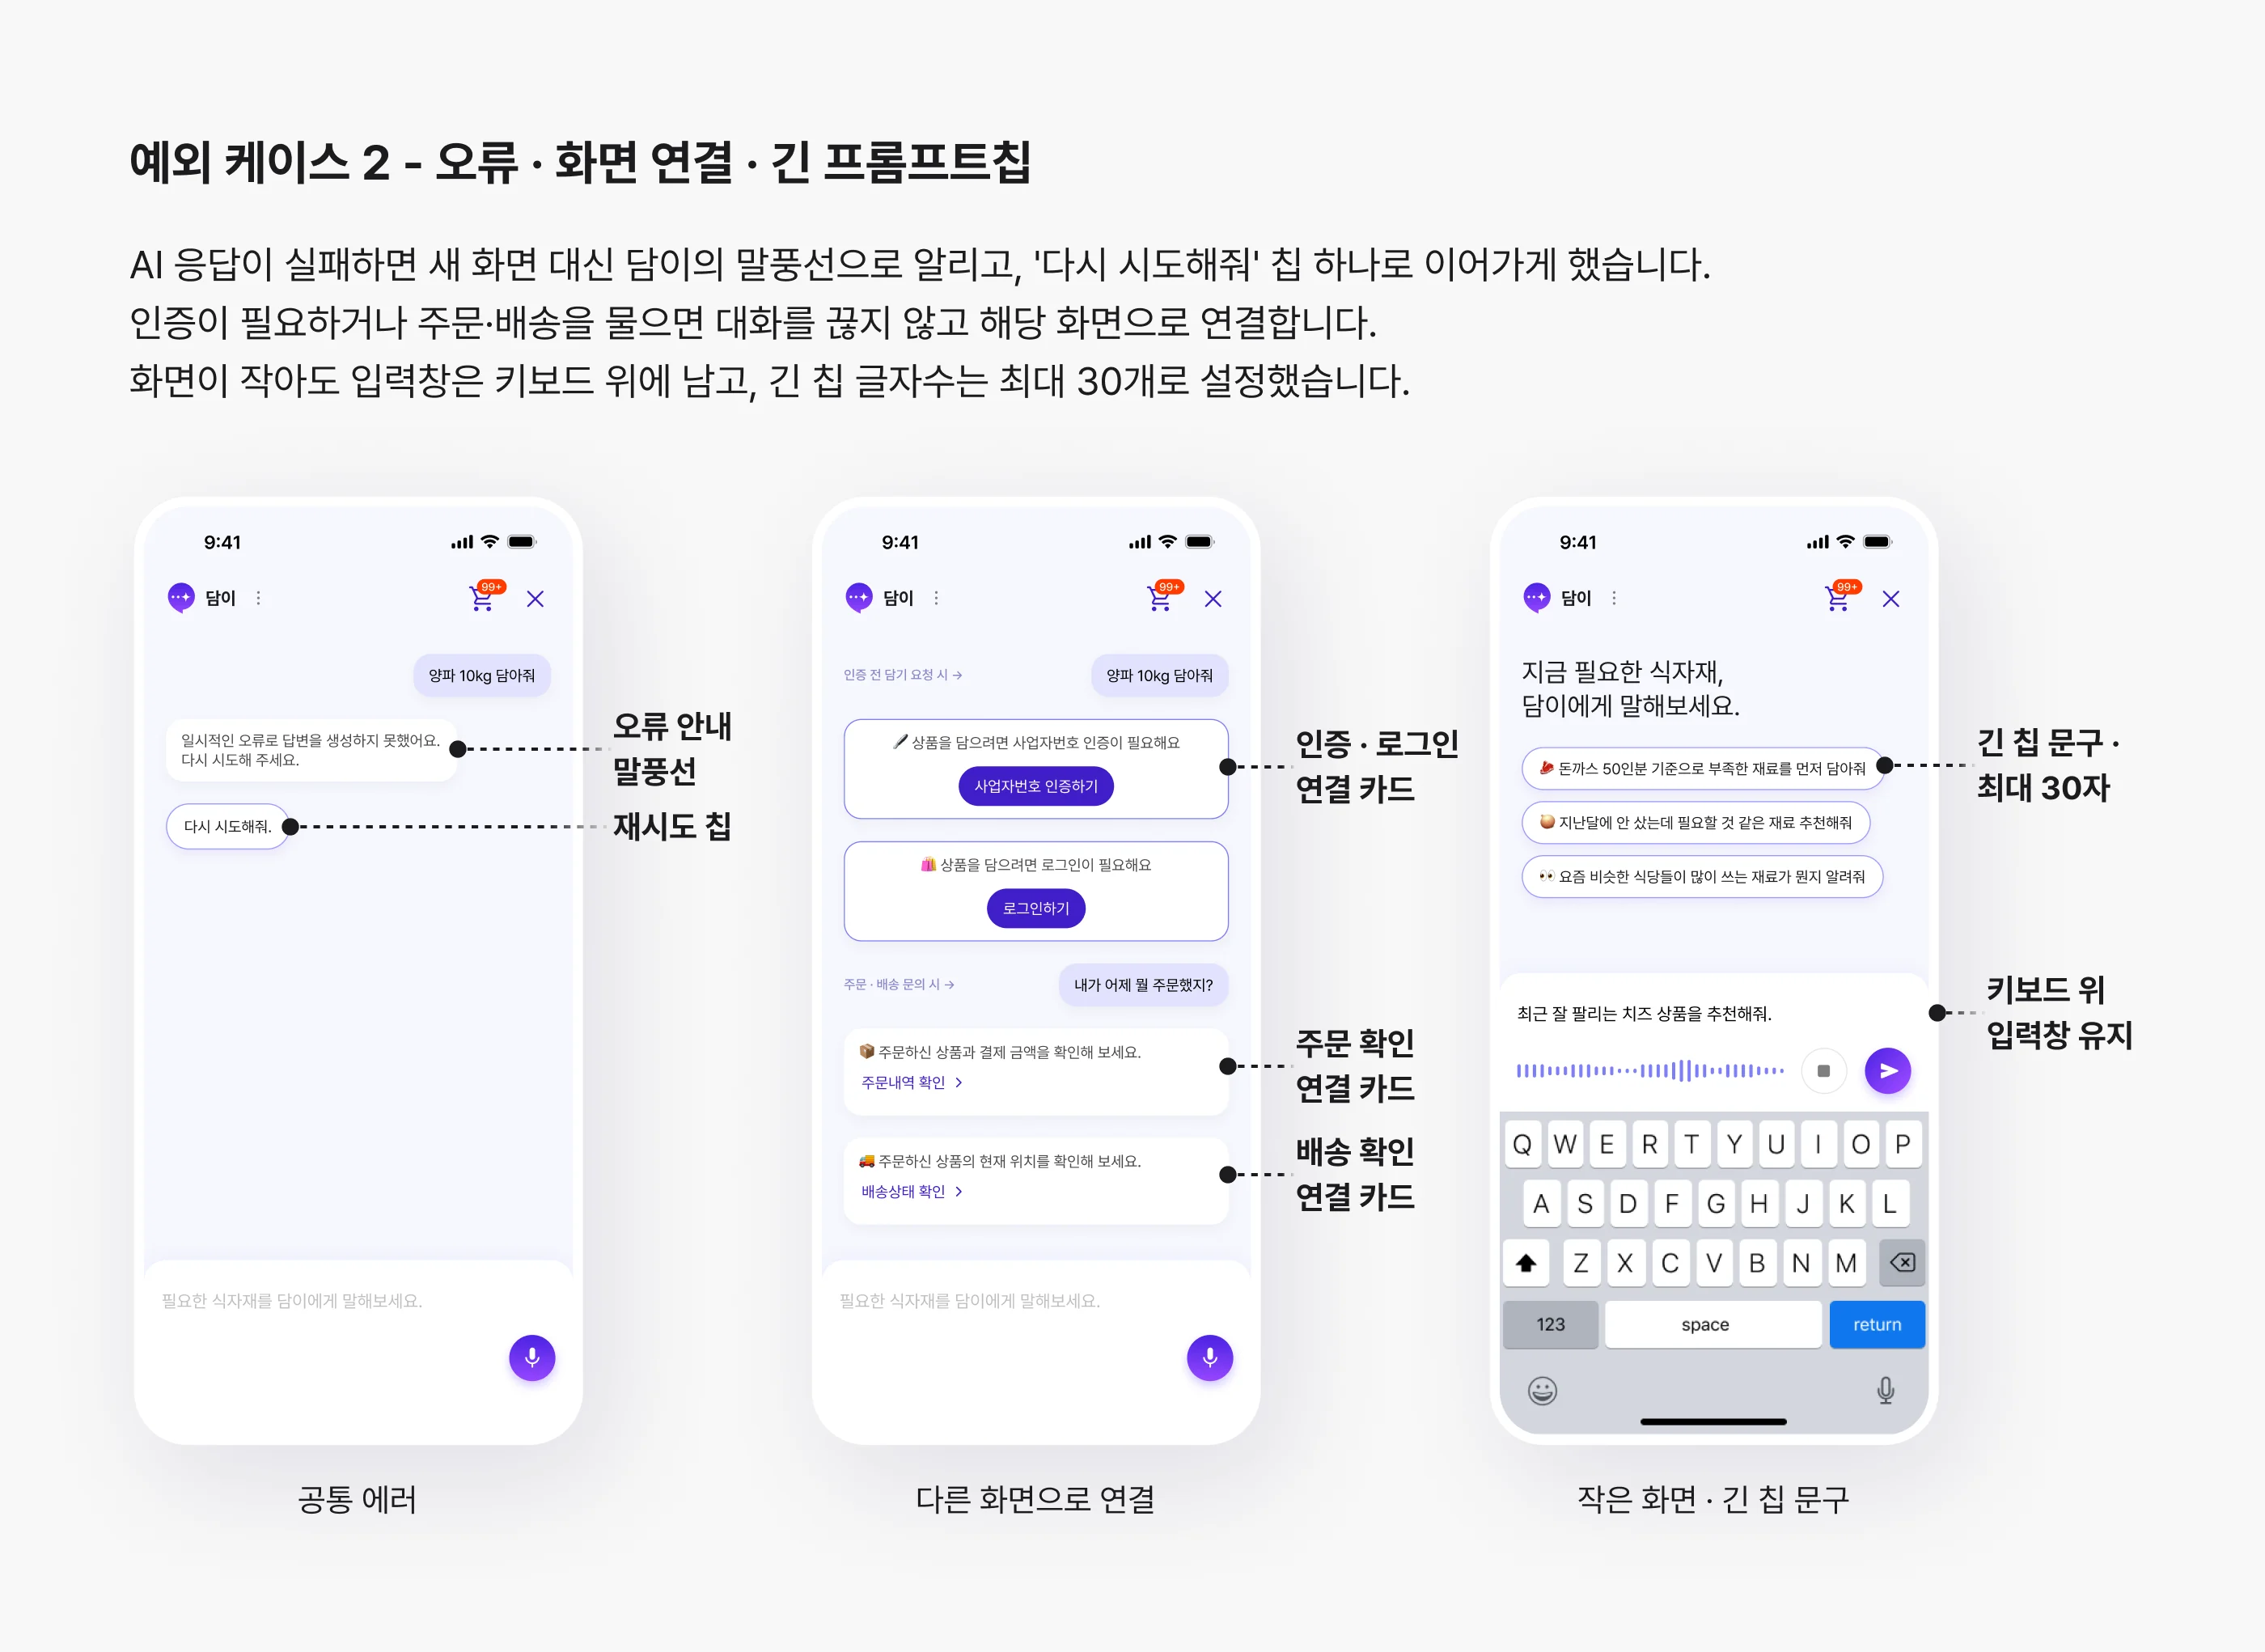 예외 케이스 2 - 오류 · 화면 연결 · 긴 프롬프트칩
AI 응답이 실패하면 새 화면 대신 담이의 말풍선으로 알리고, '다시 시도해줘' 칩 하나로 이어가게 했습니다.
인증이 필요하거나 주문·배송을 물으면 대화를 끊지 않고 해당 화면으로 연결합니다.
화면이 작아도 입력창은 키보드 위에 남고, 긴 칩 글자수는 최대 30개로 설정했습니다.
9:41
담이
99+
양파 10kg 담아줘
일시적인 오류로 답변을 생성하지 못했어요.
다시 시도해 주세요.
다시 시도해줘.
오류 안내
말풍선
재시도 칩
필요한 식자재를 담이에게 말해보세요.
공통 에러
9:41
담이
99+
인증 전 담기 요청 시 →
양파 10kg 담아줘
상품을 담으려면 사업자번호 인증이 필요해요
사업자번호 인증하기
인증 · 로그인
연결 카드
상품을 담으려면 로그인이 필요해요
로그인하기
주문 · 배송 문의 시 →
내가 어제 뭘 주문했지?
주문하신 상품과 결제 금액을 확인해 보세요.
주문내역 확인 >
주문 확인
연결 카드
주문하신 상품의 현재 위치를 확인해 보세요.
배송상태 확인 >
배송 확인
연결 카드
필요한 식자재를 담이에게 말해보세요.
다른 화면으로 연결
9:41
담이
99+
지금 필요한 식자재,
담이에게 말해보세요.
돈까스 50인분 기준으로 부족한 재료를 먼저 담아줘
지난달에 안 샀는데 필요할 것 같은 재료 추천해줘
요즘 비슷한 식당들이 많이 쓰는 재료가 뭔지 알려줘
긴 칩 문구 ·
최대 30자
최근 잘 팔리는 치즈 상품을 추천해줘.
키보드 위
입력창 유지
Q W E R T Y U I O P
A S D F G H J K L
Z X C V B N M
123 space return
작은 화면 · 긴 칩 문구